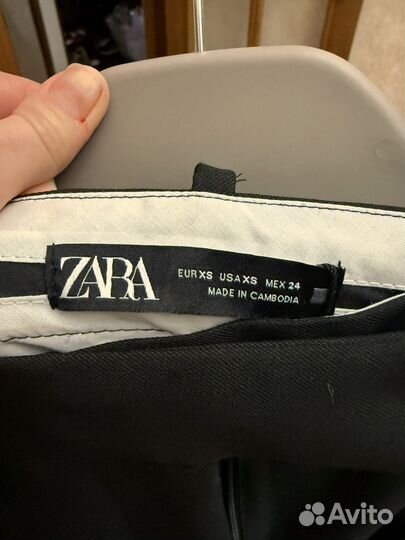 ZARA
EUR XS USA XS MEX 24
MADE IN CAMBODIA
Avito